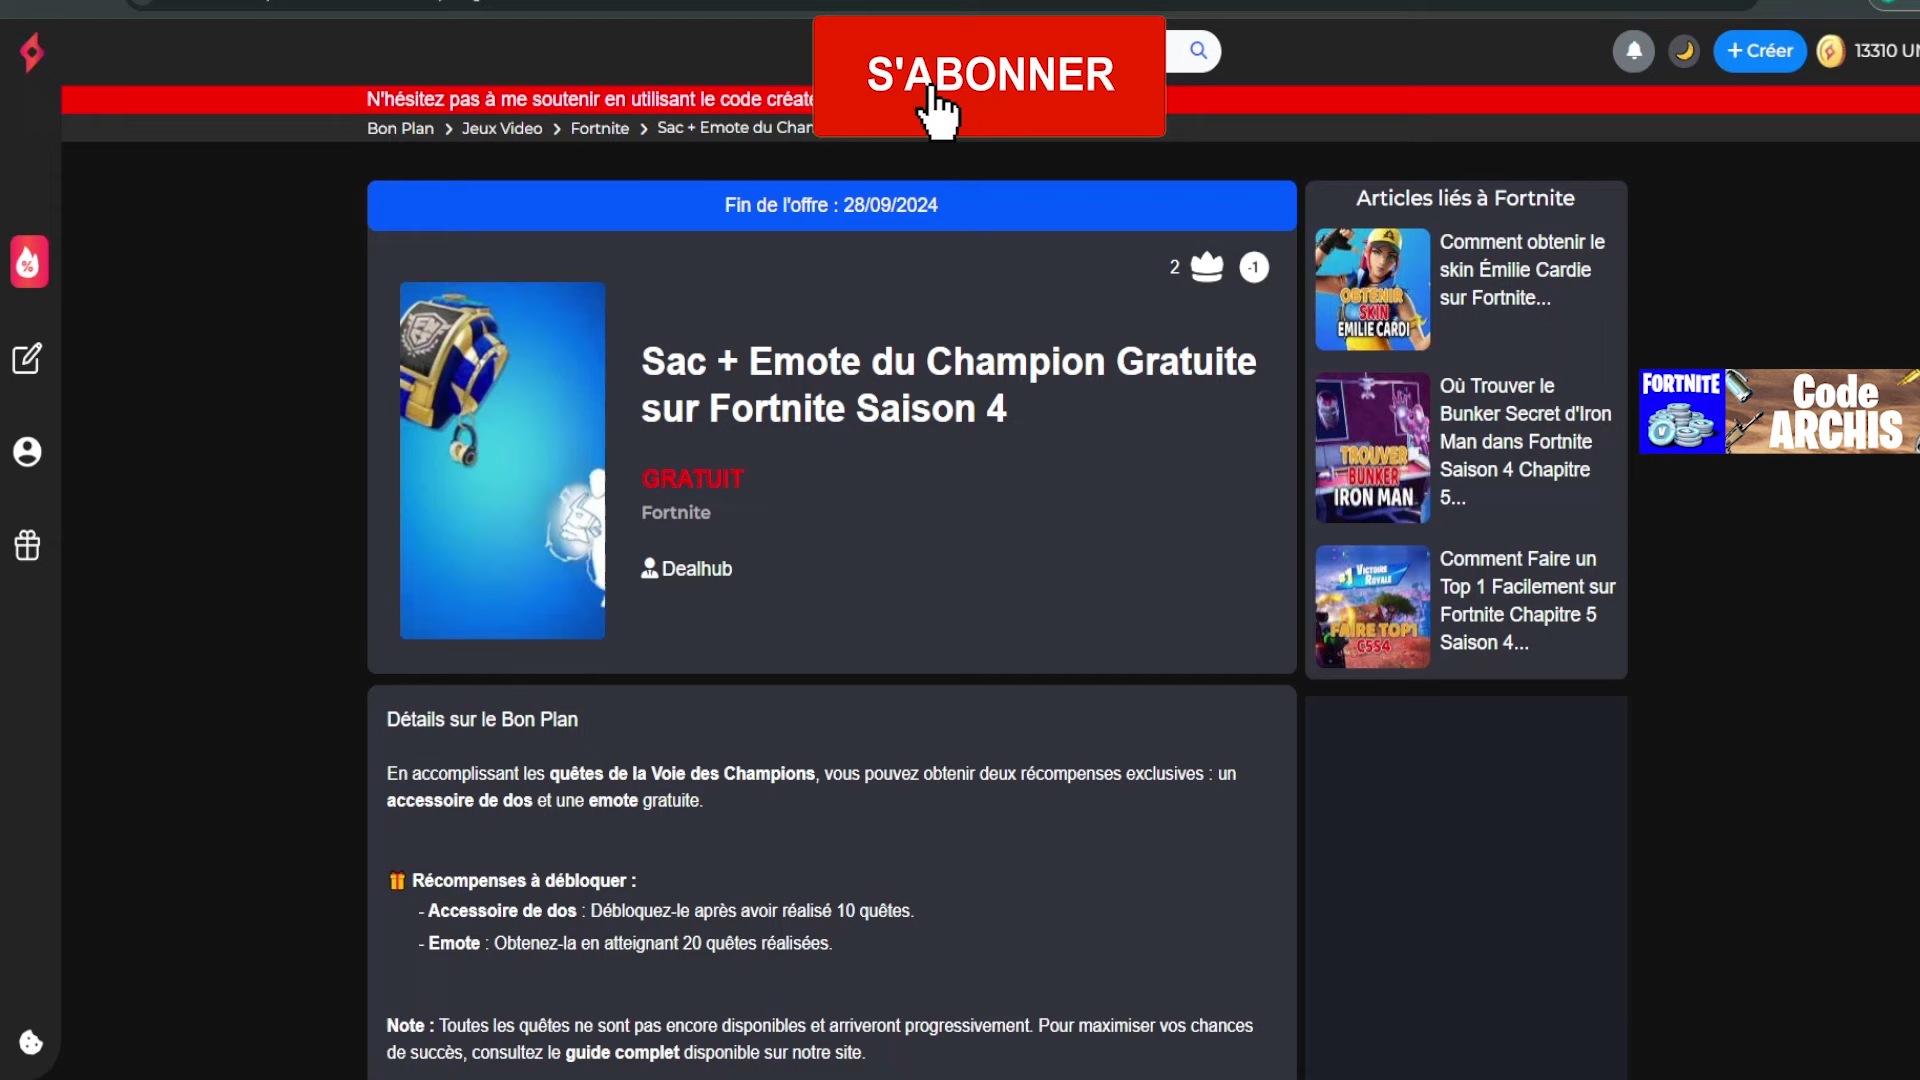 S'ABONNER
+ Créer
13310 UN
N'hésitez pas à me soutenir en utilisant le code créate
Bon Plan > Jeux Video > Fortnite > Sac + Emote du Cham
Fin de l'offre : 28/09/2024
2
-1
Sac + Emote du Champion Gratuite
sur Fortnite Saison 4
GRATUIT
Fortnite
Dealhub
Détails sur le Bon Plan
En accomplissant les quêtes de la Voie des Champions, vous pouvez obtenir deux récompenses exclusives : un
accessoire de dos et une emote gratuite.
Récompenses à débloquer :
- Accessoire de dos : Débloquez-le après avoir réalisé 10 quêtes.
- Emote : Obtenez-la en atteignant 20 quêtes réalisées.
Note : Toutes les quêtes ne sont pas encore disponibles et arriveront progressivement. Pour maximiser vos chances
de succès, consultez le guide complet disponible sur notre site.
Articles liés à Fortnite
OBTENIR
SKIN
EMILIE CARDI
Comment obtenir le
skin Émilie Cardie
sur Fortnite...
TROUVER
BUNKER
IRON MAN
Où Trouver le
Bunker Secret d'Iron
Man dans Fortnite
Saison 4 Chapitre
5...
#1 VICTOIRE
ROYALE
FAIRE TOP1
C5S4
Comment Faire un
Top 1 Facilement sur
Fortnite Chapitre 5
Saison 4...
FORTNITE
Code
ARCHIS